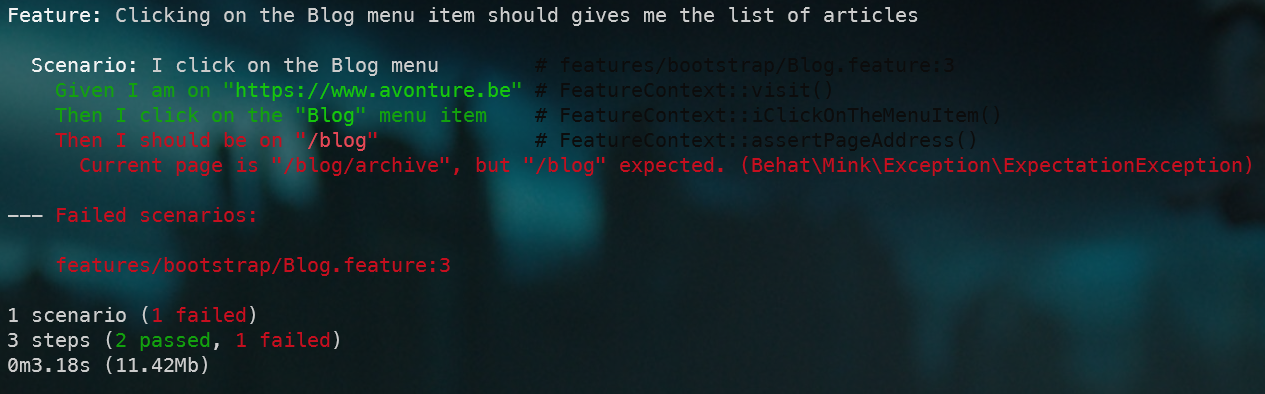 Feature: Clicking on the Blog menu item should gives me the list of articles
Scenario: I click on the Blog menu # features/bootstrap/Blog.feature:3
Given I am on "https://www.avonture.be" # FeatureContext::visit()
Then I click on the "Blog" menu item # FeatureContext::iClickOnTheMenuItem()
Then I should be on "/blog" # FeatureContext::assertPageAddress()
Current page is "/blog/archive", but "/blog" expected. (Behat\Mink\Exception\ExpectationException)
--- Failed scenarios:
features/bootstrap/Blog.feature:3
1 scenario (1 failed)
3 steps (2 passed, 1 failed)
0m3.18s (11.42Mb)